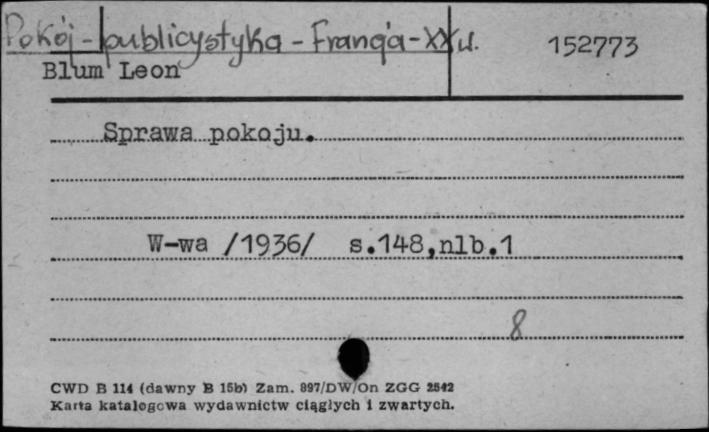 Pokój - publicystyka - Francja - XX w. 152773
Blum Leon
Sprawa pokoju.
W-wa /1936/ s.148,nlb.1
8
CWD B 114 (dawny B 15b) Zam. 897/DW/On ZGG 2542
Karta katalogowa wydawnictw ciągłych i zwartych.